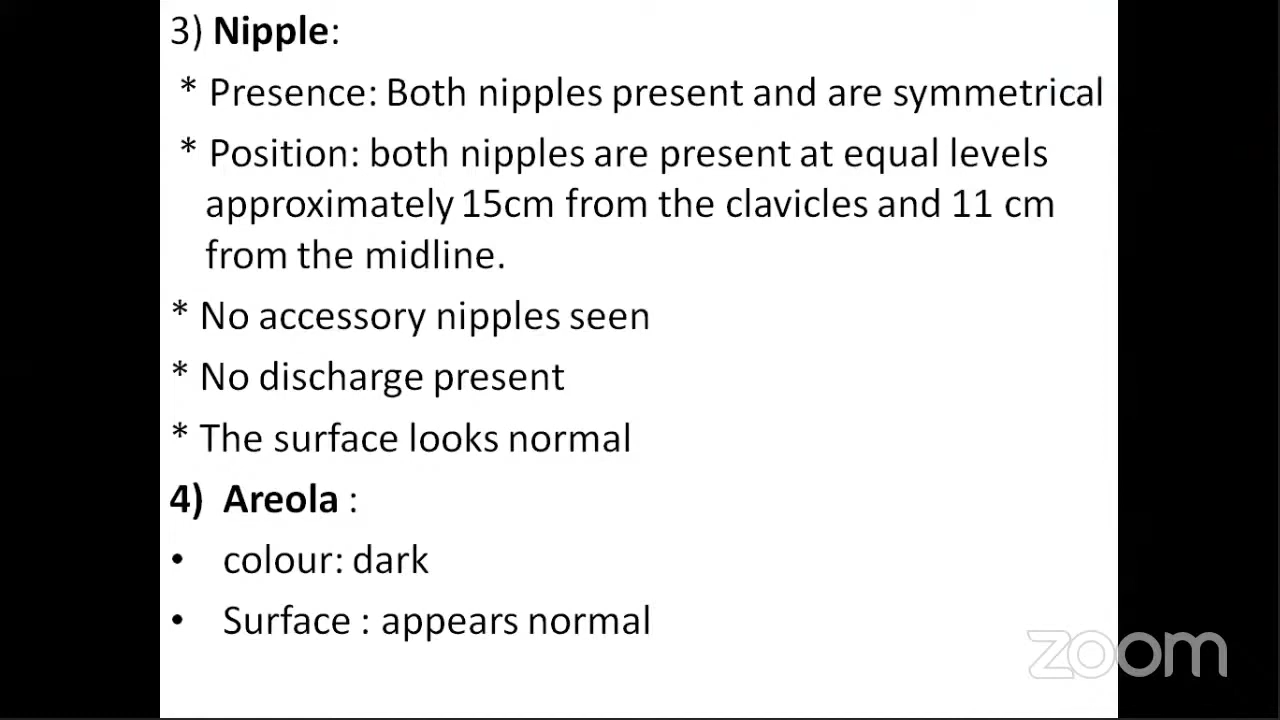 3) Nipple:
* Presence: Both nipples present and are symmetrical
* Position: both nipples are present at equal levels
approximately 15cm from the clavicles and 11 cm
from the midline.
* No accessory nipples seen
* No discharge present
* The surface looks normal
4) Areola :
• colour: dark
• Surface : appears normal
zoom